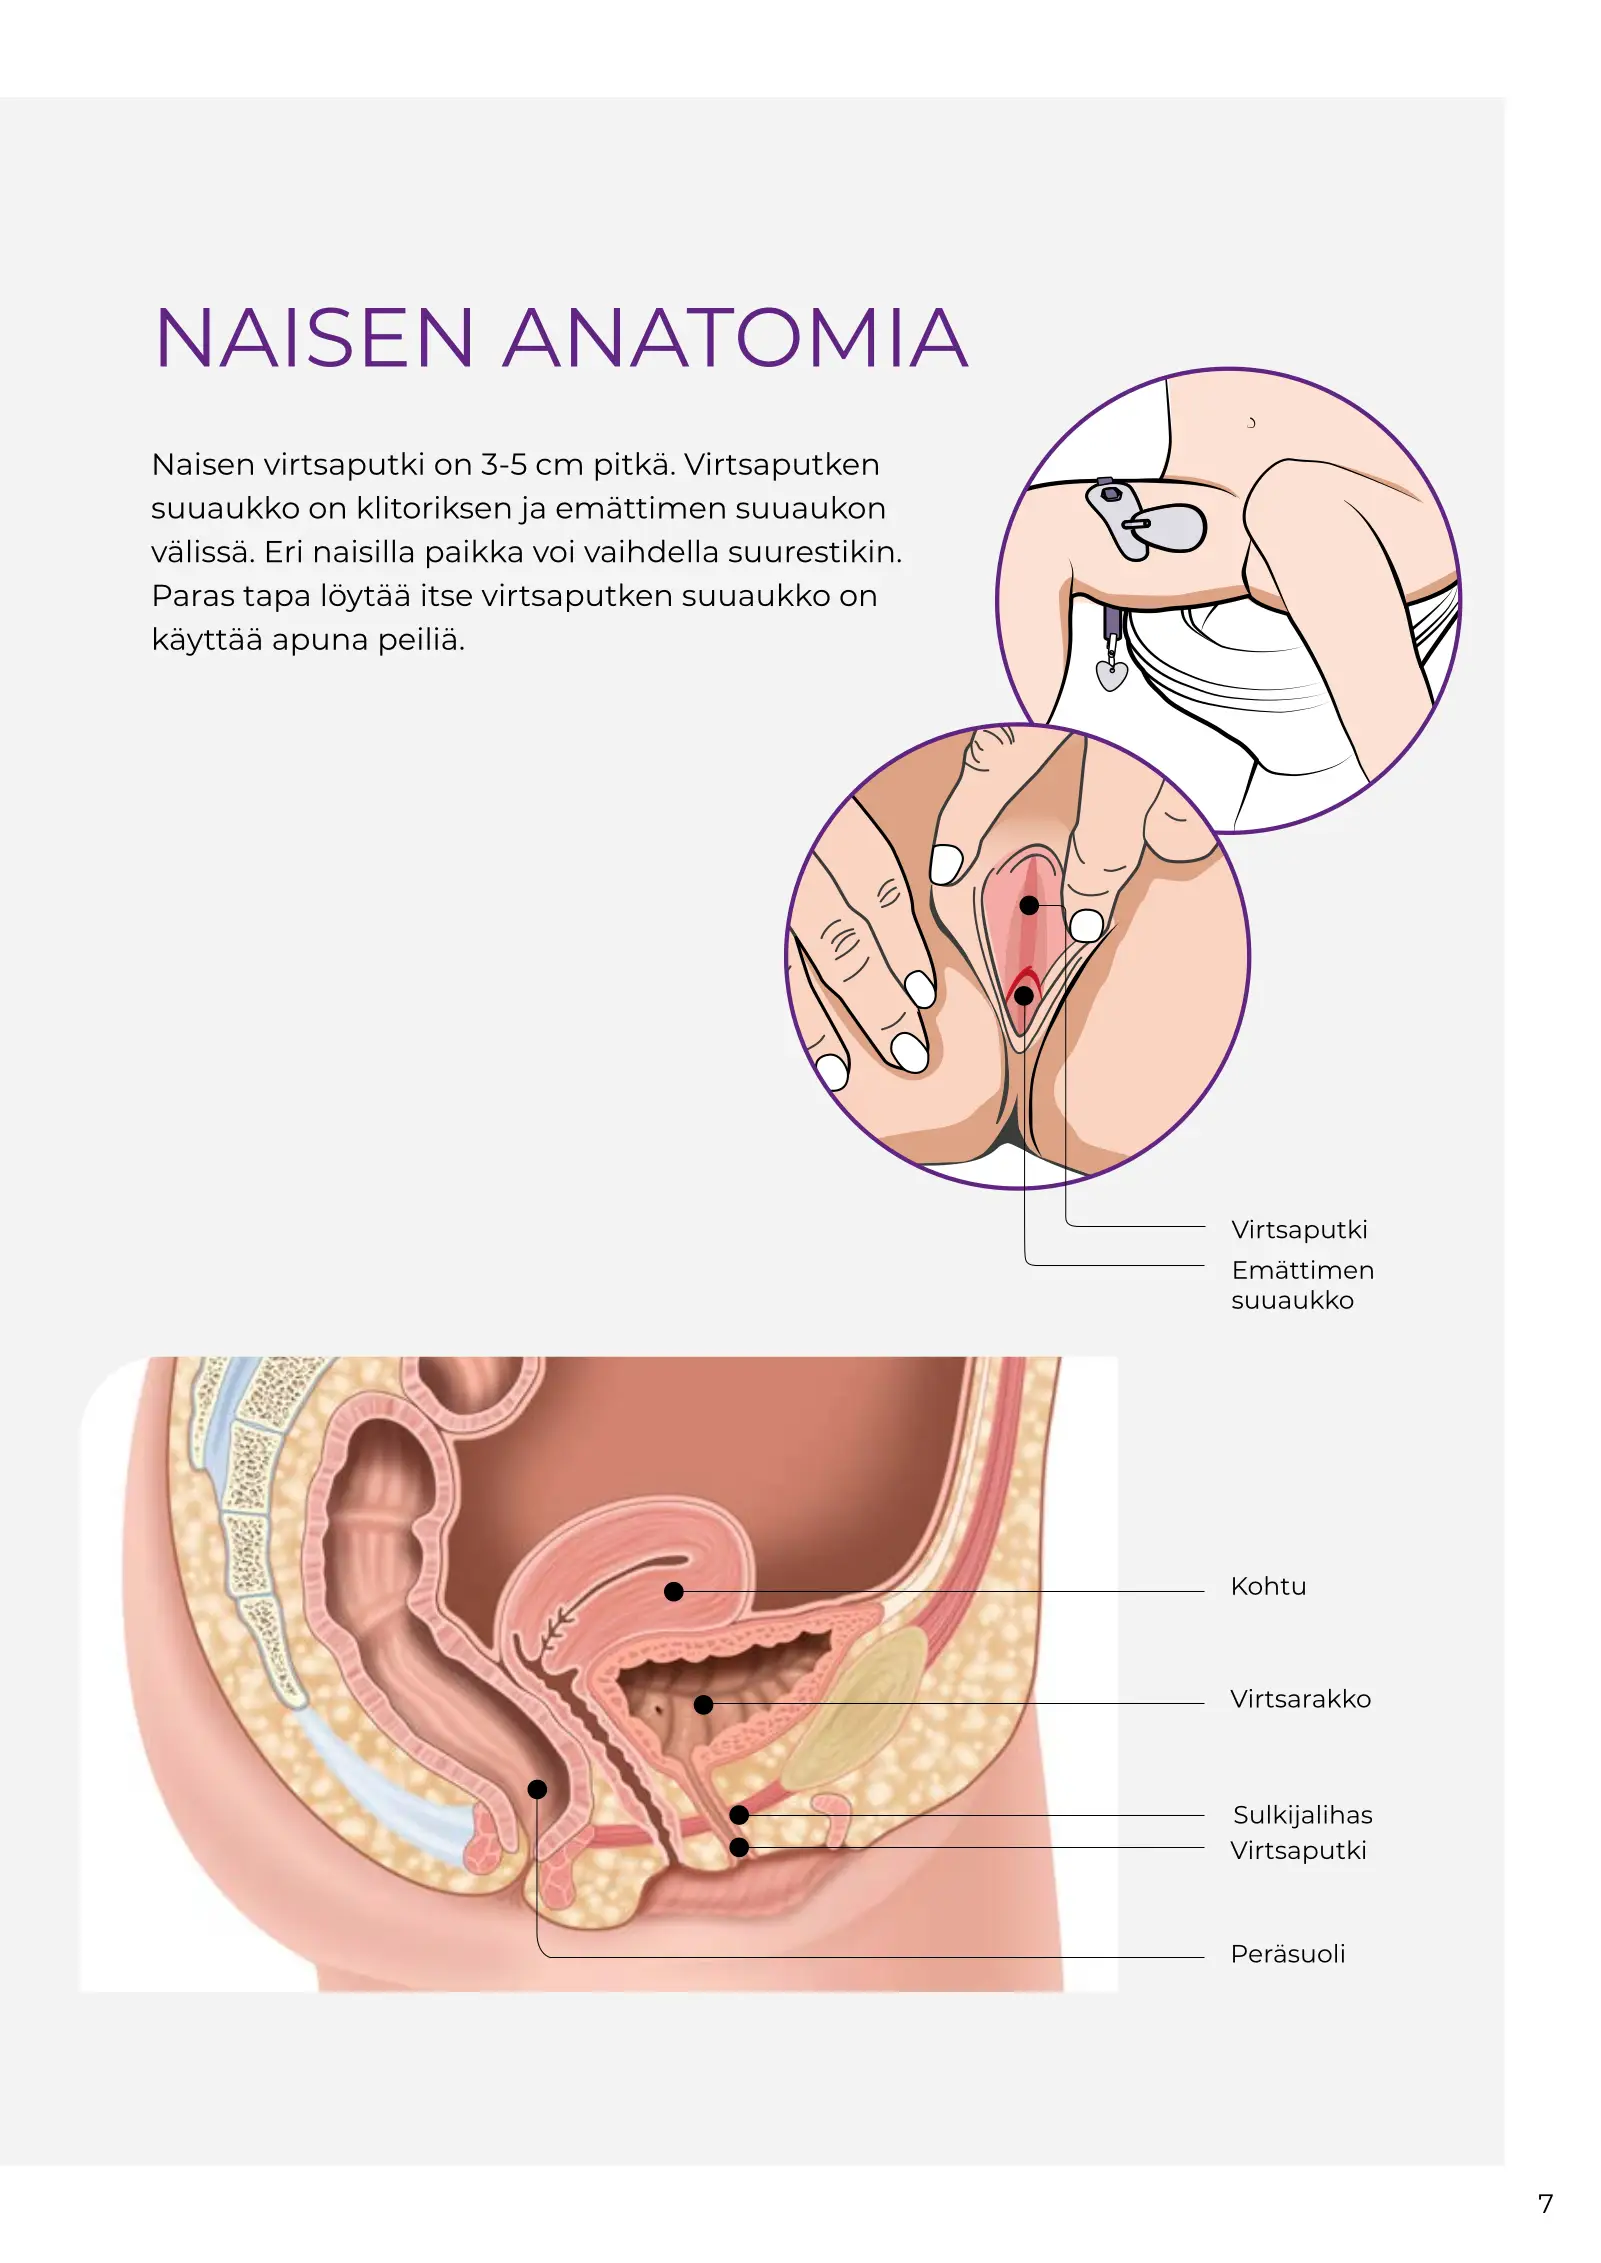 NAISEN ANATOMIA
Naisen virtsaputki on 3-5 cm pitkä. Virtsaputken
suuaukko on klitoriksen ja emättimen suuaukon
välissä. Eri naisilla paikka voi vaihdella suurestikin.
Paras tapa löytää itse virtsaputken suuaukko on
käyttää apuna peiliä.
Virtsaputki
Emättimen
suuaukko
Kohtu
Virtsarakko
Sulkijalihas
Virtsaputki
Peräsuoli
7